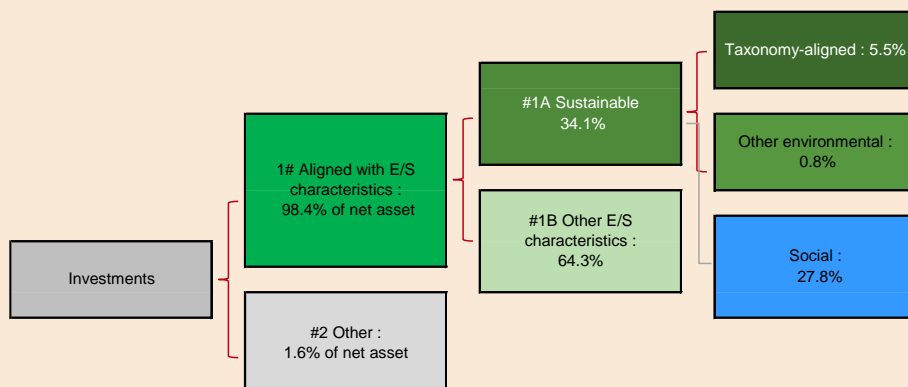 Investments
1# Aligned with E/S
characteristics :
98.4% of net asset
#2 Other :
1.6% of net asset
#1A Sustainable
34.1%
#1B Other E/S
characteristics :
64.3%
Taxonomy-aligned : 5.5%
Other environmental :
0.8%
Social :
27.8%